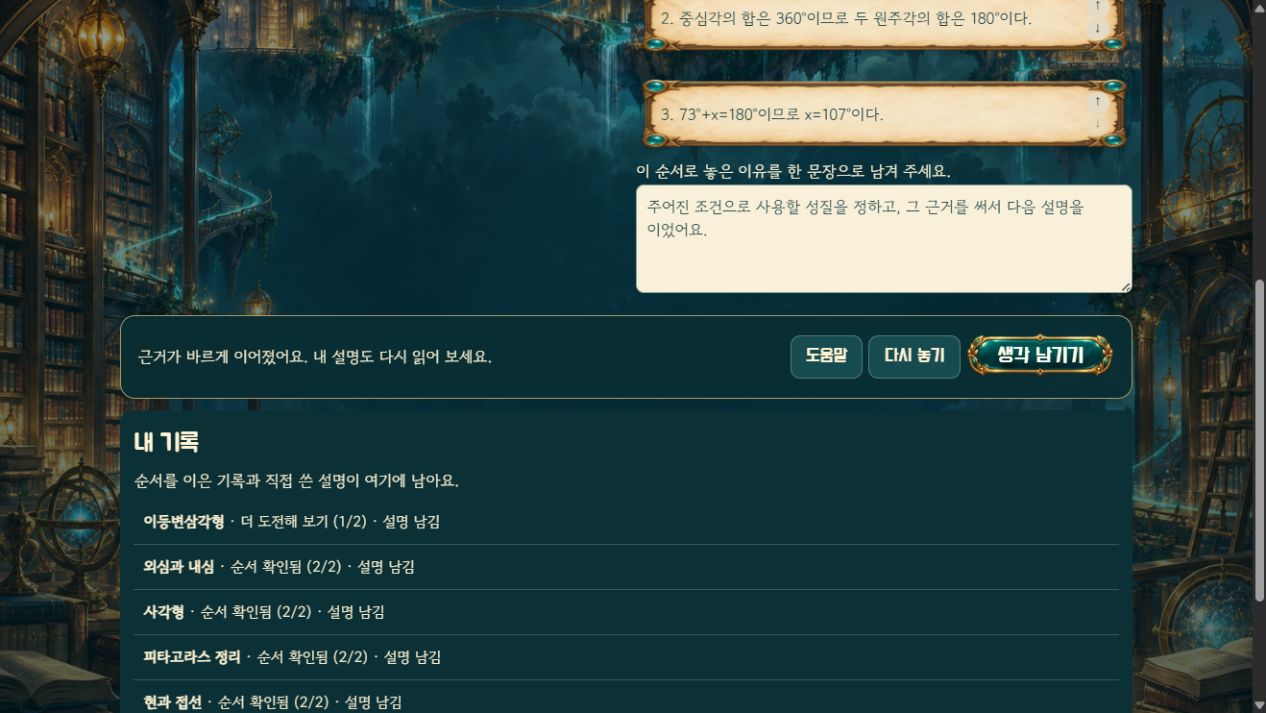 2. 중심각의 합은 360°이므로 두 원주각의 합은 180°이다.
↑
↓
3. 73°+x=180°이므로 x=107°이다.
↑
↓
이 순서로 놓은 이유를 한 문장으로 남겨 주세요.
주어진 조건으로 사용할 성질을 정하고, 그 근거를 써서 다음 설명을
이었어요.
근거가 바르게 이어졌어요. 내 설명도 다시 읽어 보세요.
도움말
다시 놓기
생각 남기기
내 기록
순서를 이은 기록과 직접 쓴 설명이 여기에 남아요.
이등변삼각형 · 더 도전해 보기 (1/2) · 설명 남김
외심과 내심 · 순서 확인됨 (2/2) · 설명 남김
사각형 · 순서 확인됨 (2/2) · 설명 남김
피타고라스 정리 · 순서 확인됨 (2/2) · 설명 남김
현과 접선 · 순서 확인됨 (2/2) · 설명 남김